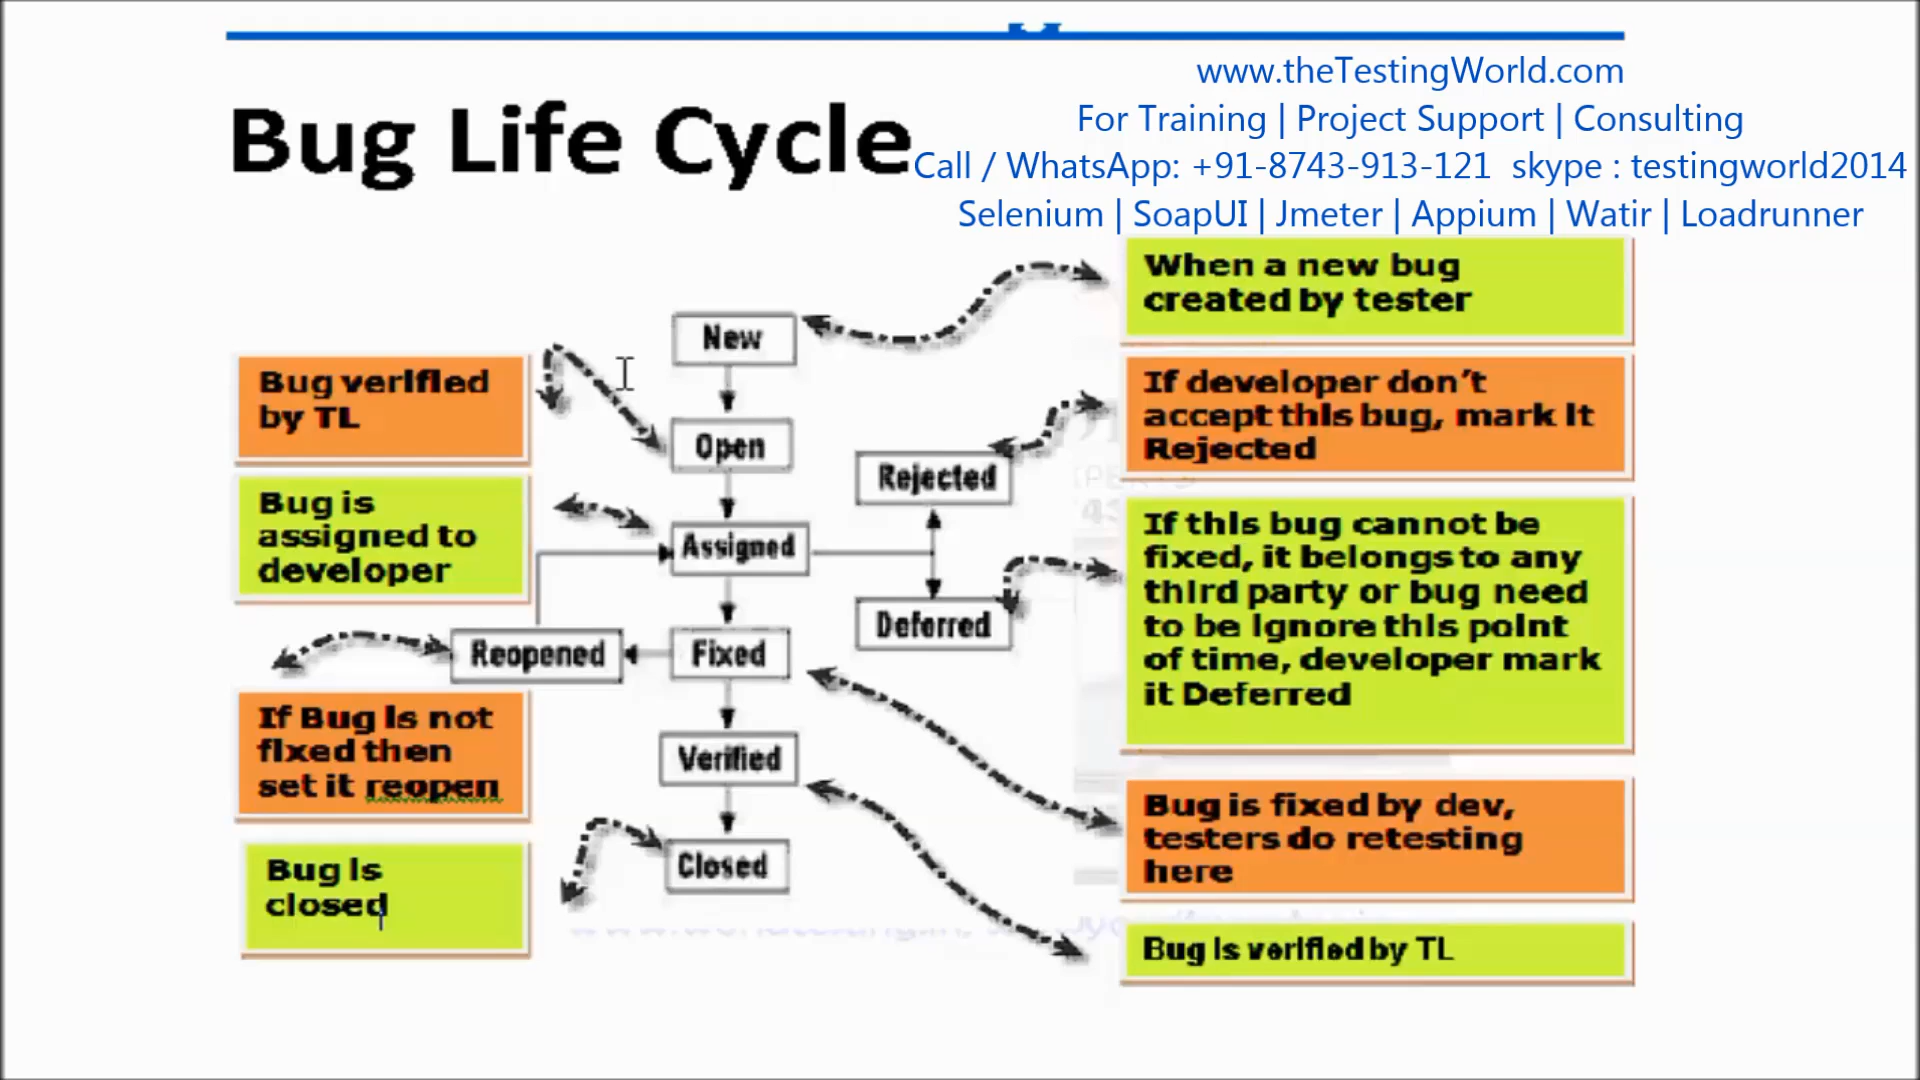 www.theTestingWorld.com
For Training | Project Support | Consulting
Bug Life Cycle
Call / WhatsApp: +91-8743-913-121 skype : testingworld2014
Selenium | SoapUI | Jmeter | Appium | Watir | Loadrunner
When a new bug
created by tester
New
Bug verified
by TL
If developer don't
accept this bug, mark it
Rejected
Open
Rejected
Bug is
assigned to
developer
Assigned
If this bug cannot be
fixed, it belongs to any
third party or bug need
to be ignore this point
of time, developer mark
it Deferred
Deferred
Reopened
Fixed
If Bug is not
fixed then
set it reopen
Verified
Bug is fixed by dev,
testers do retesting
here
Bug is
closed
Closed
Bug is verified by TL